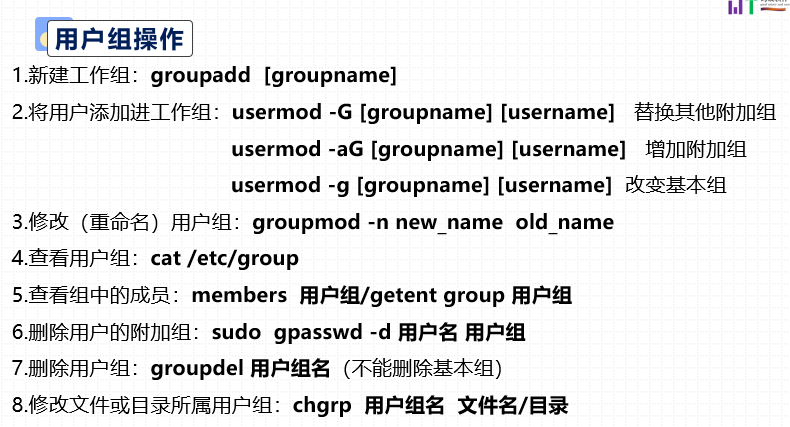 用户组操作
1.新建工作组：groupadd [groupname]
2.将用户添加进工作组：usermod -G [groupname] [username] 替换其他附加组
usermod -aG [groupname] [username] 增加附加组
usermod -g [groupname] [username] 改变基本组
3.修改（重命名）用户组：groupmod -n new_name old_name
4.查看用户组：cat /etc/group
5.查看组中的成员：members 用户组/getent group 用户组
6.删除用户的附加组：sudo gpasswd -d 用户名 用户组
7.删除用户组：groupdel 用户组名（不能删除基本组）
8.修改文件或目录所属用户组：chgrp 用户组名 文件名/目录